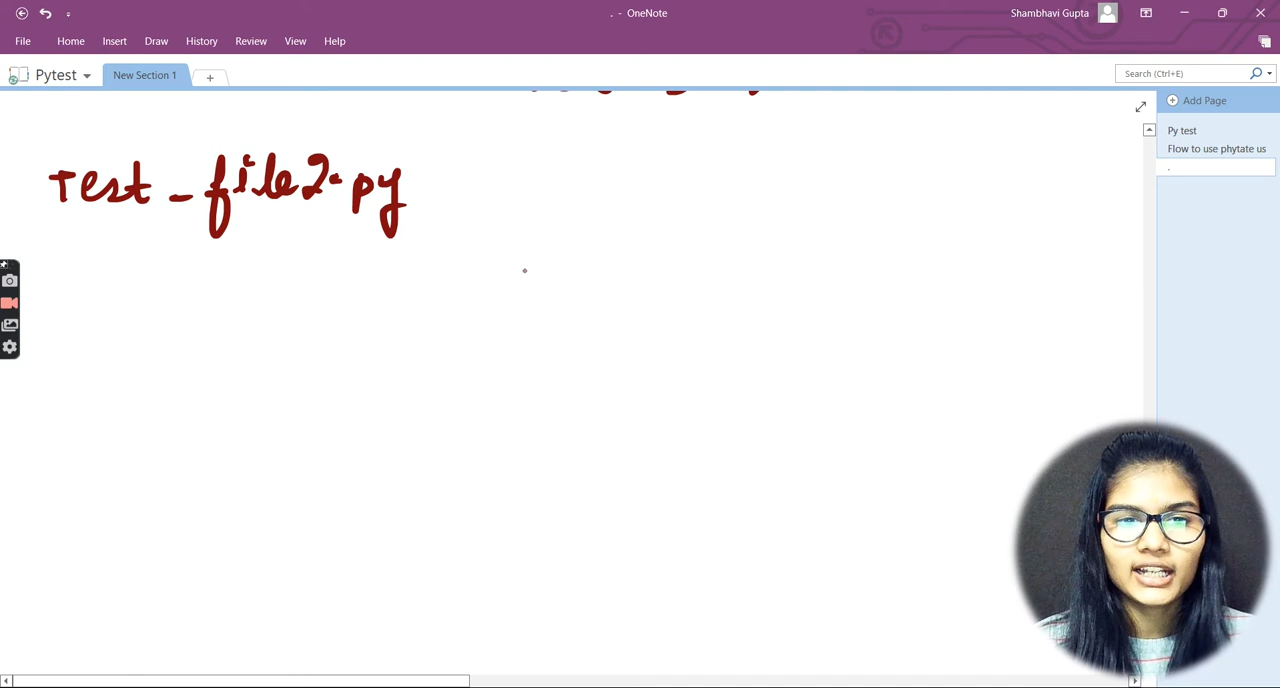 . - OneNote
Shambhavi Gupta
File Home Insert Draw History Review View Help
Pytest
New Section 1
Search (Ctrl+E)
Add Page
Py test
Flow to use phytate us
.
Test_file2.py